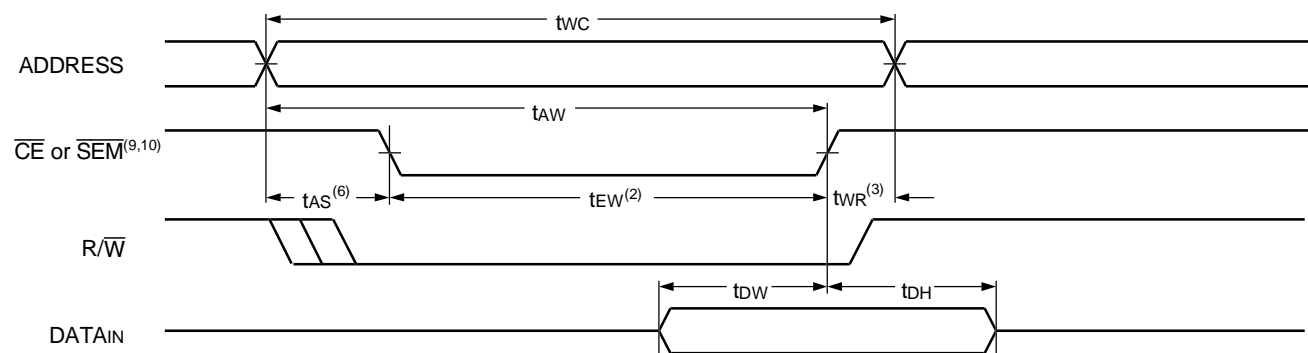 tWC
ADDRESS
tAW
CE or SEM(9,10)
tAS(6) tEW(2) tWR(3)
R/W
tDW tDH
DATAIN